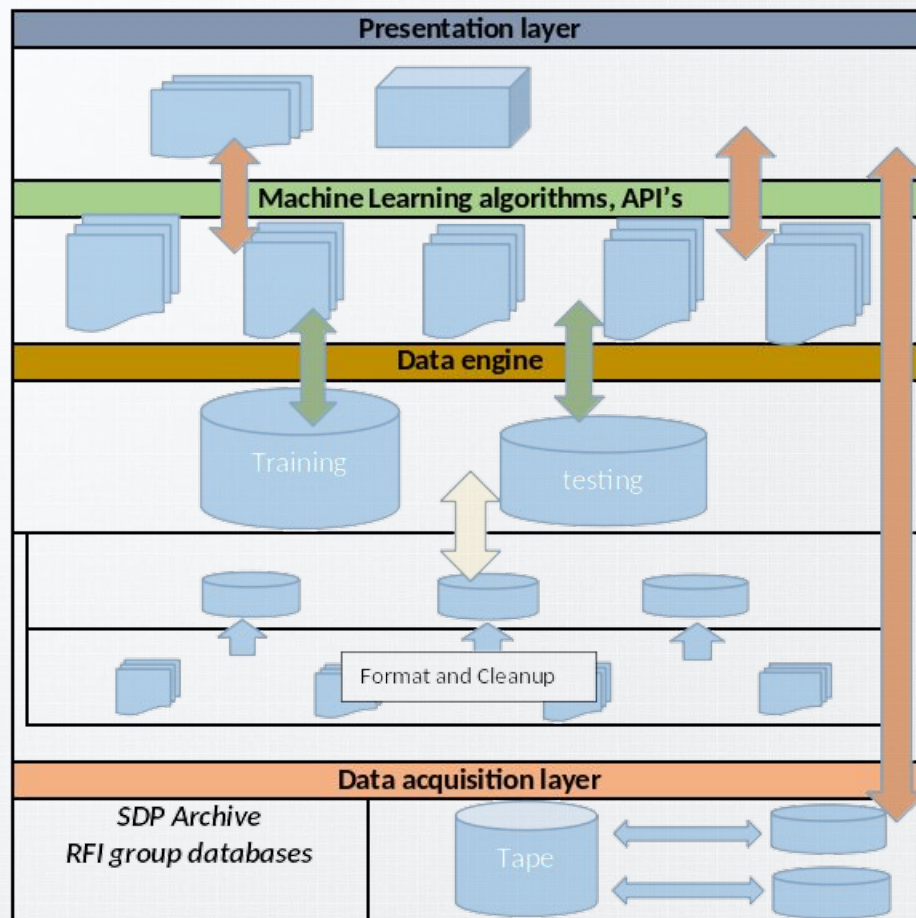 Presentation layer
Machine Learning algorithms, API’s
Data engine
Training
testing
Format and Cleanup
Data acquisition layer
SDP Archive
RFI group databases
Tape